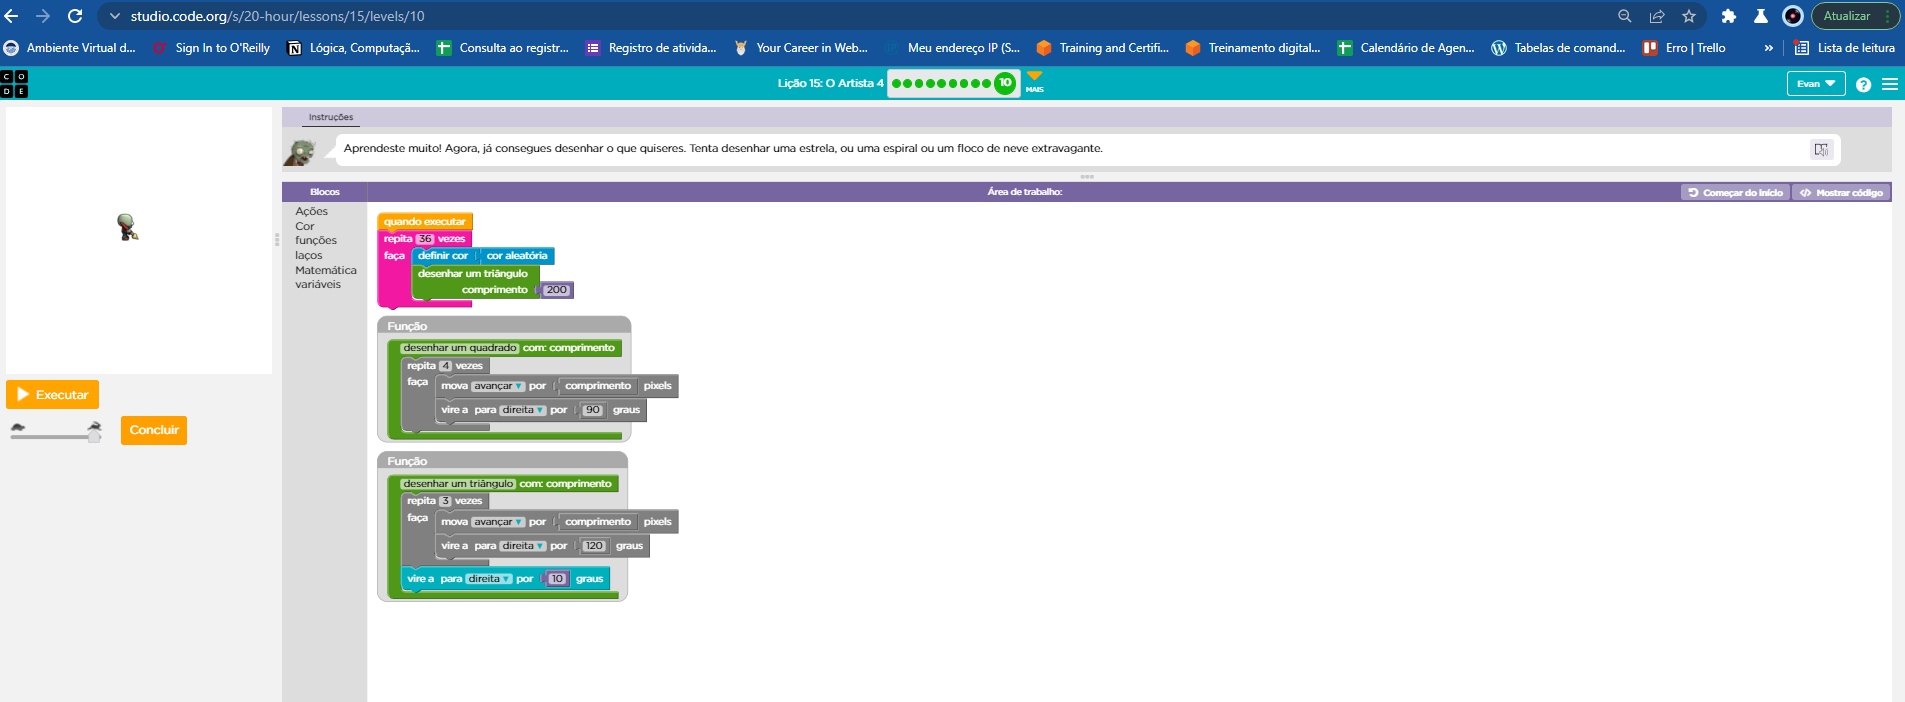 studio.code.org/s/20-hour/lessons/15/levels/10
Atualizar
Ambiente Virtual d...
Sign In to O'Reilly
Lógica, Computaçã...
Consulta ao registr...
Registro de ativida...
Your Career in Web...
Meu endereço IP (S...
Training and Certifi...
Treinamento digital...
Calendário de Agen...
Tabelas de comand...
Erro | Trello
»
Lista de leitura
C O
D E
Lição 15: O Artista 4
10
MAIS
Evan
?
Instruções
Aprendeste muito! Agora, já consegues desenhar o que quiseres. Tenta desenhar uma estrela, ou uma espiral ou um floco de neve extravagante.
Blocos
Área de trabalho:
Começar do início
Mostrar código
Ações
Cor
funções
laços
Matemática
variáveis
quando executar
repita 36 vezes
faça definir cor cor aleatória
desenhar um triângulo
comprimento 200
Função
desenhar um quadrado com: comprimento
repita 4 vezes
faça mova avançar por comprimento pixels
vire a para direita por 90 graus
Função
desenhar um triângulo com: comprimento
repita 3 vezes
faça mova avançar por comprimento pixels
vire a para direita por 120 graus
vire a para direita por 10 graus
Executar
Concluir